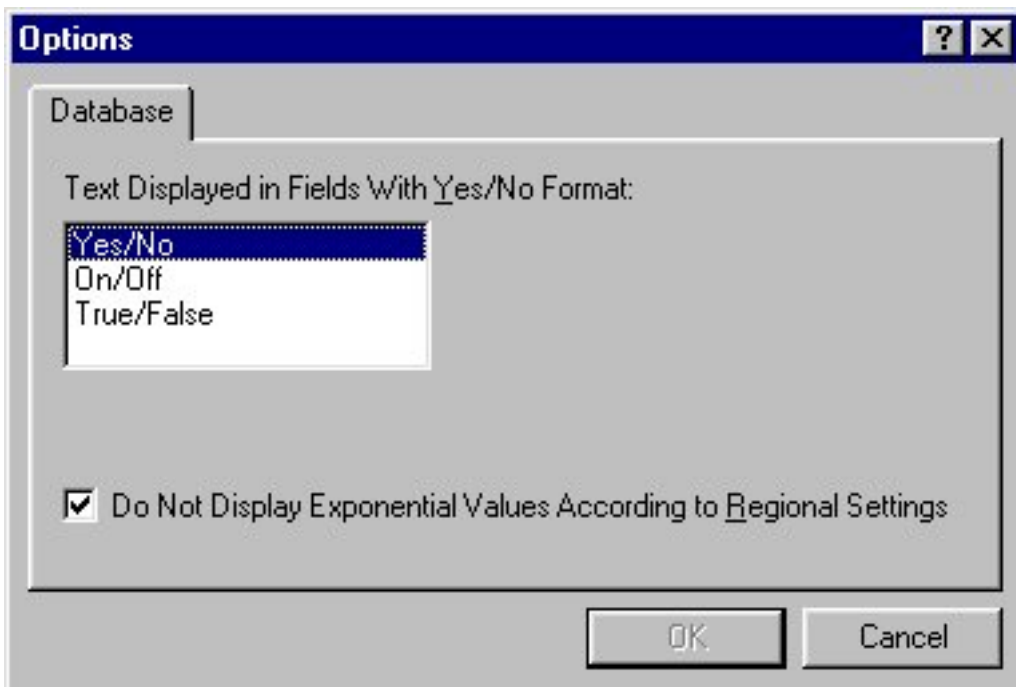 Options
Database
Text Displayed in Fields With Yes/No Format:
Yes/No
On/Off
True/False
Do Not Display Exponential Values According to Regional Settings
OK Cancel